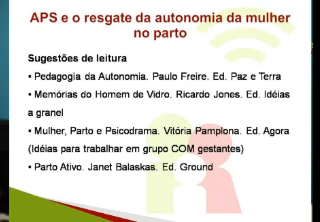 APS e o resgate da autonomia da mulher
no parto
Sugestões de leitura
• Pedagogia da Autonomia. Paulo Freire. Ed. Paz e Terra
• Memórias do Homem de Vidro. Ricardo Jones. Ed. Idéias
a granel
• Mulher, Parto e Psicodrama. Vitória Pamplona. Ed. Agora
(Idéias para trabalhar em grupo COM gestantes)
• Parto Ativo. Janet Balaskas. Ed. Ground